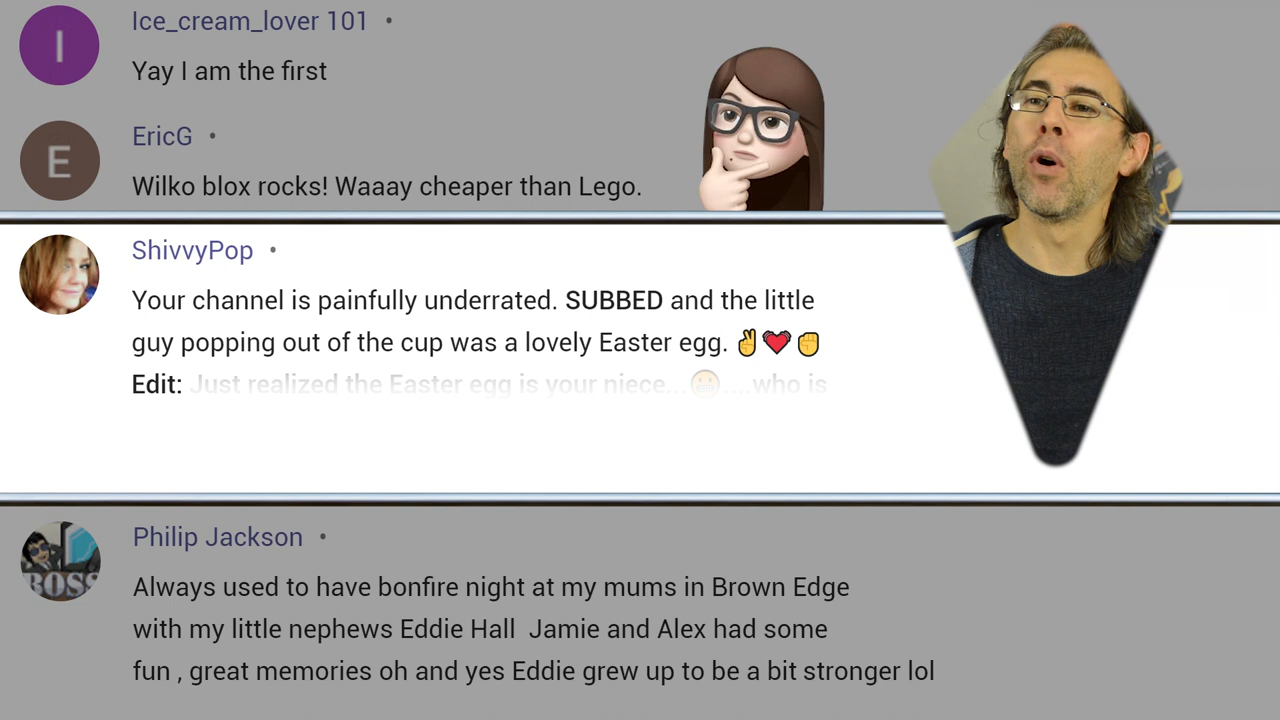 I
Ice_cream_lover 101 •
Yay I am the first
E
EricG •
Wilko blox rocks! Waaay cheaper than Lego.
ShivvyPop •
Your channel is painfully underrated. SUBBED and the little
guy popping out of the cup was a lovely Easter egg. ✌️💓✊
Edit: Just realized the Easter egg is your niece...😬....who is
BOSS
Philip Jackson •
Always used to have bonfire night at my mums in Brown Edge
with my little nephews Eddie Hall  Jamie and Alex had some
fun , great memories oh and yes Eddie grew up to be a bit stronger lol